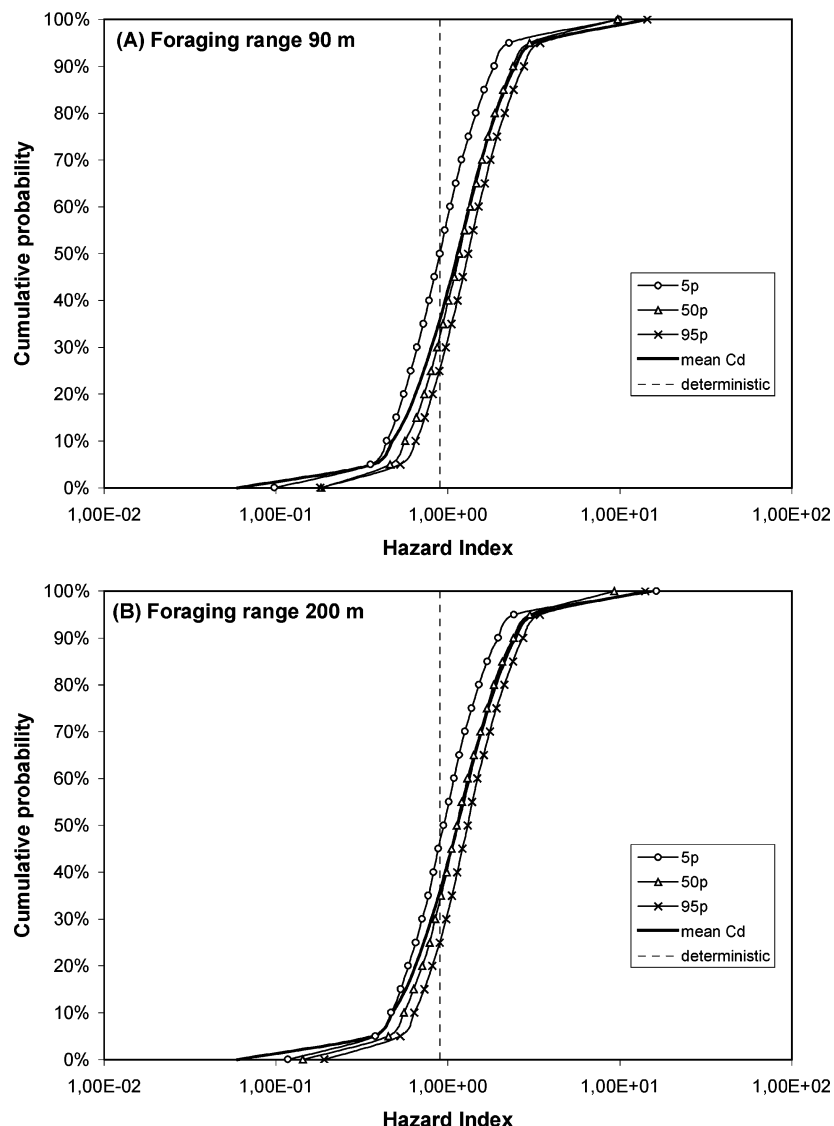 (A) Foraging range 90 m
Cumulative probability
100%
90%
80%
70%
60%
50%
40%
30%
20%
10%
0%
5p
50p
95p
mean Cd
deterministic
1,00E-02 1,00E-01 1,00E+00 1,00E+01 1,00E+02
Hazard Index
(B) Foraging range 200 m
Cumulative probability
100%
90%
80%
70%
60%
50%
40%
30%
20%
10%
0%
5p
50p
95p
mean Cd
deterministic
1,00E-02 1,00E-01 1,00E+00 1,00E+01 1,00E+02
Hazard Index